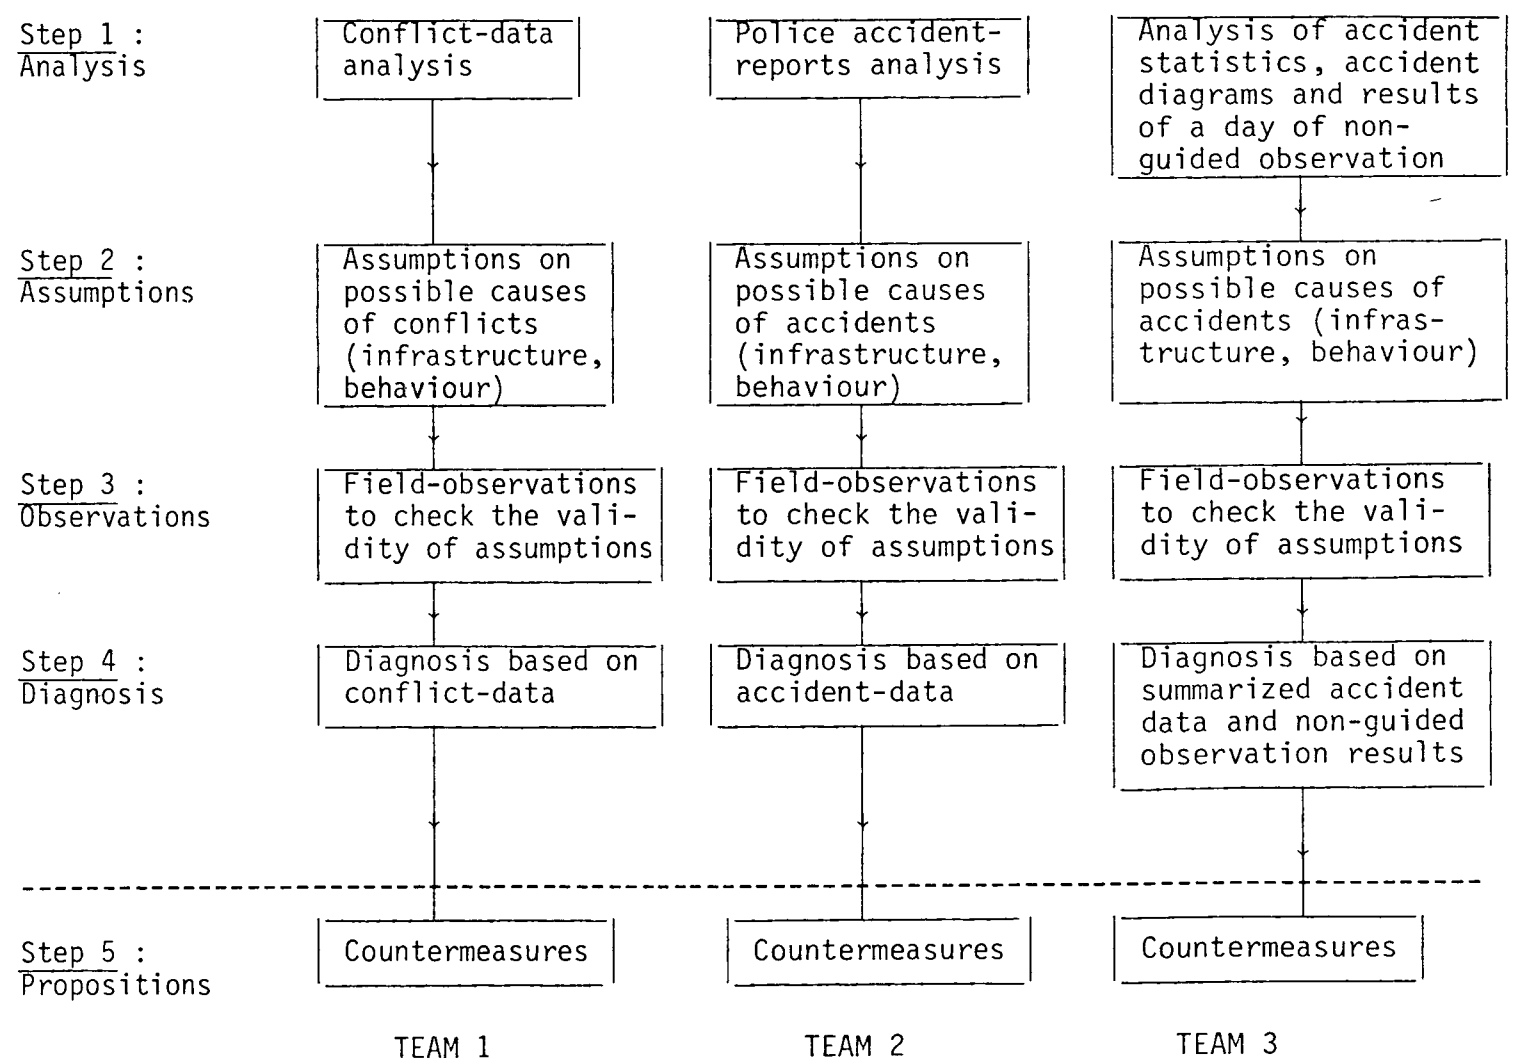 Step 1 :
Analysis
Conflict-data
analysis
Police accident-
reports analysis
Analysis of accident
statistics, accident
diagrams and results
of a day of non-
guided observation
Step 2 :
Assumptions
Assumptions on
possible causes
of conflicts
(infrastructure,
behaviour)
Assumptions on
possible causes
of accidents
(infrastructure,
behaviour)
Assumptions on
possible causes of
accidents (infras-
tructure, behaviour)
Step 3 :
Observations
Field-observations
to check the vali-
dity of assumptions
Field-observations
to check the vali-
dity of assumptions
Field-observations
to check the vali-
dity of assumptions
Step 4 :
Diagnosis
Diagnosis based on
conflict-data
Diagnosis based on
accident-data
Diagnosis based on
summarized accident
data and non-guided
observation results
Step 5 :
Propositions
Countermeasures
Countermeasures
Countermeasures
TEAM 1
TEAM 2
TEAM 3